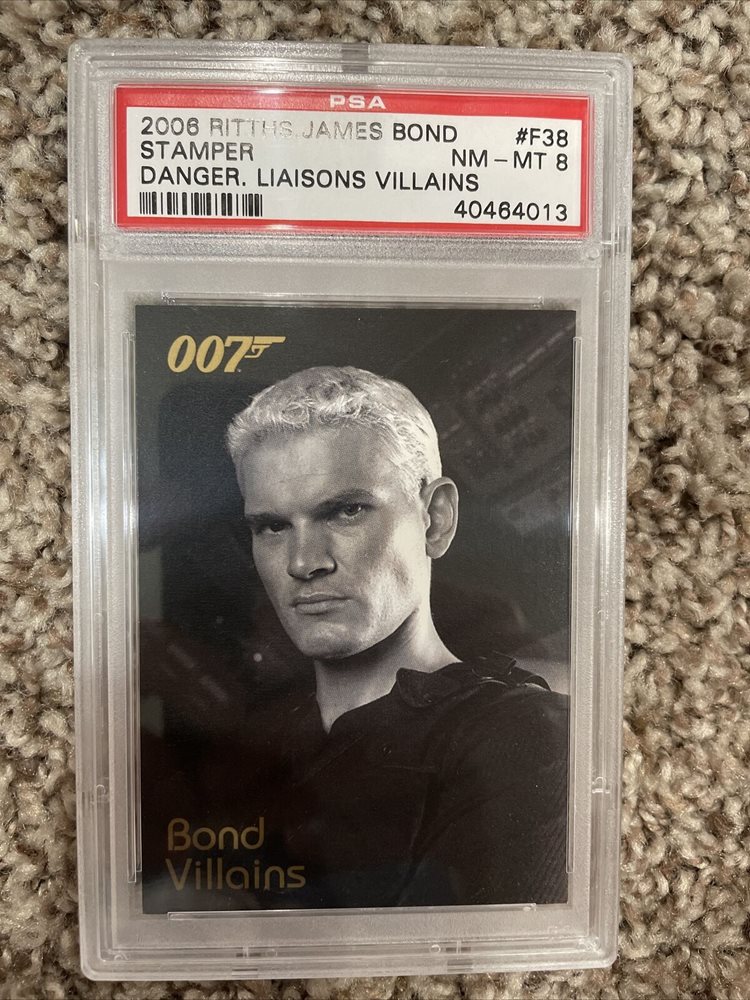 PSA
2006 RITTHS.JAMES BOND #F38
STAMPER NM-MT 8
DANGER. LIAISONS VILLAINS
40464013
007
Bond
Villains